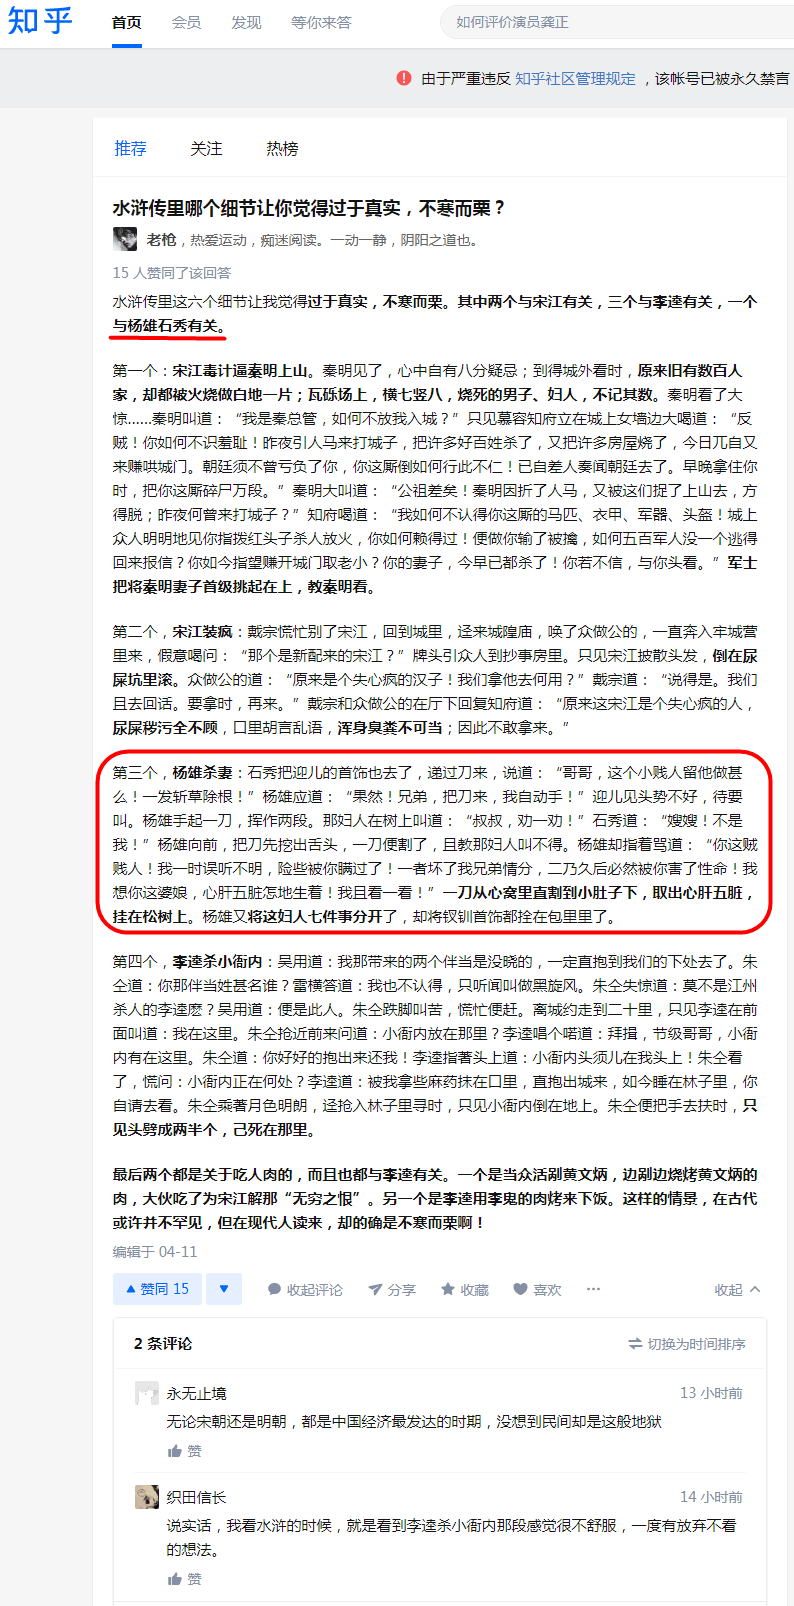 知乎
首页 会员 发现 等你来答 如何评价演员龚正
由于严重违反 知乎社区管理规定 ，该帐号已被永久禁言
推荐 关注 热榜
水浒传里哪个细节让你觉得过于真实，不寒而栗？
老枪，热爱运动，痴迷阅读。一动一静，阴阳之道也。
15 人赞同了该回答
水浒传里这六个细节让我觉得过于真实，不寒而栗。其中两个与宋江有关，三个与李逵有关，一个
与杨雄石秀有关。
第一个：宋江毒计逼秦明上山。秦明见了，心中自有八分疑忌；到得城外看时，原来旧有数百人
家，却都被火烧做白地一片；瓦砾场上，横七竖八，烧死的男子、妇人，不记其数。秦明看了大
惊......秦明叫道：“我是秦总管，如何不放我入城？”只见慕容知府立在城上女墙边大喝道：“反
贼！你如何不识羞耻！昨夜引人马来打城子，把许多好百姓杀了，又把许多房屋烧了，今日兀自又
来赚哄城门。朝廷须不曾亏负了你，你这厮倒如何行此不仁！已自差人奏闻朝廷去了。早晚拿住你
时，把你这厮碎尸万段。”秦明大叫道：“公祖差矣！秦明因折了人马，又被这们捉了上山去，方
得脱；昨夜何曾来打城子？”知府喝道：“我如何不认得你这厮的马匹、衣甲、军器、头盔！城上
众人明明地见你指拨红头子杀人放火，你如何赖得过！便做你输了被擒，如何五百军人没一个逃得
回来报信？你如今指望赚开城门取老小？你的妻子，今早已都杀了！你若不信，与你头看。”军士
把将秦明妻子首级挑起在上，教秦明看。
第二个，宋江装疯：戴宗慌忙别了宋江，回到城里，迳来城隍庙，唤了众做公的，一直奔入牢城营
里来，假意喝问：“那个是新配来的宋江？”牌头引众人到抄事房里。只见宋江披散头发，倒在尿
屎坑里滚。众做公的道：“原来是个失心疯的汉子！我们拿他去何用？”戴宗道：“说得是。我们
且去回话。要拿时，再来。”戴宗和众做公的在厅下回复知府道：“原来这宋江是个失心疯的人，
尿屎秽污全不顾，口里胡言乱语，浑身臭粪不可当；因此不敢拿来。”
第三个，杨雄杀妻：石秀把迎儿的首饰也去了，递过刀来，说道：“哥哥，这个小贱人留他做甚
么！一发斩草除根！”杨雄应道：“果然！兄弟，把刀来，我自动手！”迎儿见头势不好，待要
叫。杨雄手起一刀，挥作两段。那妇人在树上叫道：“叔叔，劝一劝！”石秀道：“嫂嫂！不是
我！”杨雄向前，把刀先挖出舌头，一刀便割了，且教那妇人叫不得。杨雄却指着骂道：“你这贼
贱人！我一时误听不明，险些被你瞒过了！一者坏了我兄弟情分，二乃久后必然被你害了性命！我
想你这婆娘，心肝五脏怎地生着！我且看一看！”一刀从心窝里直割到小肚子下，取出心肝五脏，
挂在松树上。杨雄又将这妇人七件事分开了，却将钗钏首饰都拴在包里里了。
第四个，李逵杀小衙内：吴用道：我那带来的两个伴当是没晓的，一定直抱到我们的下处去了。朱
仝道：你那伴当姓甚名谁？雷横答道：我也不认得，只听闻叫做黑旋风。朱仝失惊道：莫不是江州
杀人的李逵麽？吴用道：便是此人。朱仝跌脚叫苦，慌忙便赶。离城约走到二十里，只见李逵在前
面叫道：我在这里。朱仝抢近前来问道：小衙内放在那里？李逵唱个喏道：拜揖，节级哥哥，小衙
内有在这里。朱仝道：你好好的抱出来还我！李逵指著头上道：小衙内头须儿在我头上！朱仝看
了，慌问：小衙内正在何处？李逵道：被我拿些麻药抹在口里，直抱出城来，如今睡在林子里，你
自请去看。朱仝乘著月色明朗，迳抢入林子里寻时，只见小衙内倒在地上。朱仝便把手去扶时，只
见头劈成两半个，己死在那里。
最后两个都是关于吃人肉的，而且也都与李逵有关。一个是当众活剐黄文炳，边剐边烧烤黄文炳的
肉，大伙吃了为宋江解那“无穷之恨”。另一个是李逵用李鬼的肉烤来下饭。这样的情景，在古代
或许并不罕见，但在现代人读来，却的确是不寒而栗啊！
编辑于 04-11
赞同 15 收起评论 分享 收藏 喜欢 ··· 收起
2 条评论 切换为时间排序
永无止境 13 小时前
无论宋朝还是明朝，都是中国经济最发达的时期，没想到民间却是这般地狱
赞
织田信长 14 小时前
说实话，我看水浒的时候，就是看到李逵杀小衙内那段感觉很不舒服，一度有放弃不看
的想法。
赞